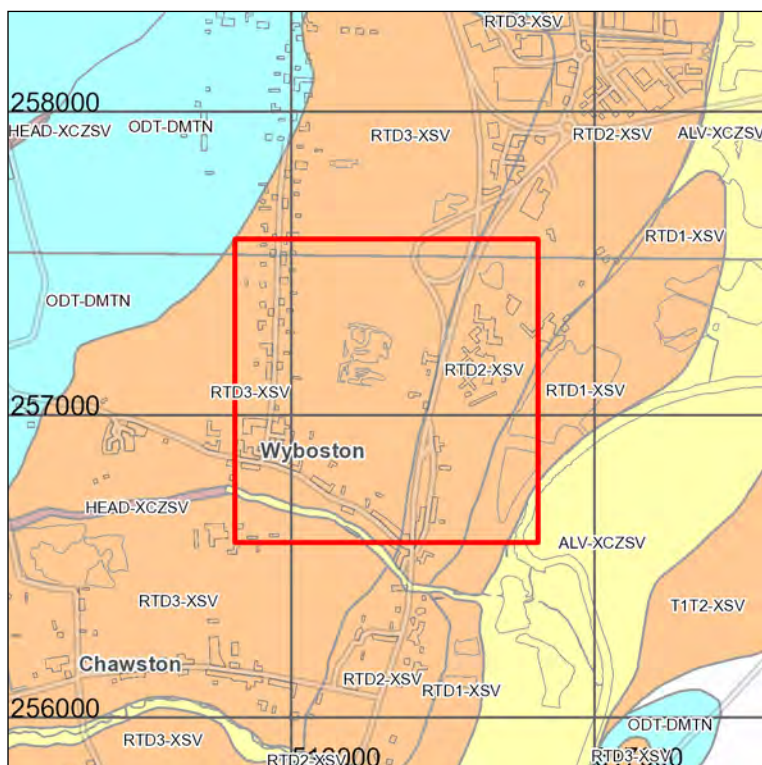 RTD3-XSV
258000
HEAD-XCZSV
ODT-DMTN
RTD3-XSV
RTD2-XSV
ALV-XCZSV
RTD1-XSV
ODT-DMTN
RTD2-XSV
RTD3-XSV
RTD1-XSV
257000
Wyboston
HEAD-XCZSV
ALV-XCZSV
RTD3-XSV
T1T2-XSV
Chawston
RTD2-XSV
RTD1-XSV
256000
ODT-DMTN
RTD3-XSV
RTD3-XSV
RTD2-XSV